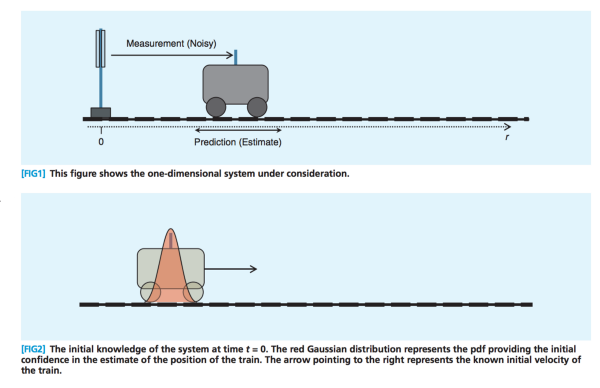 Measurement (Noisy)
0
Prediction (Estimate)
r
[FIG1] This figure shows the one-dimensional system under consideration.
[FIG2] The initial knowledge of the system at time t = 0. The red Gaussian distribution represents the pdf providing the initial
confidence in the estimate of the position of the train. The arrow pointing to the right represents the known initial velocity of
the train.